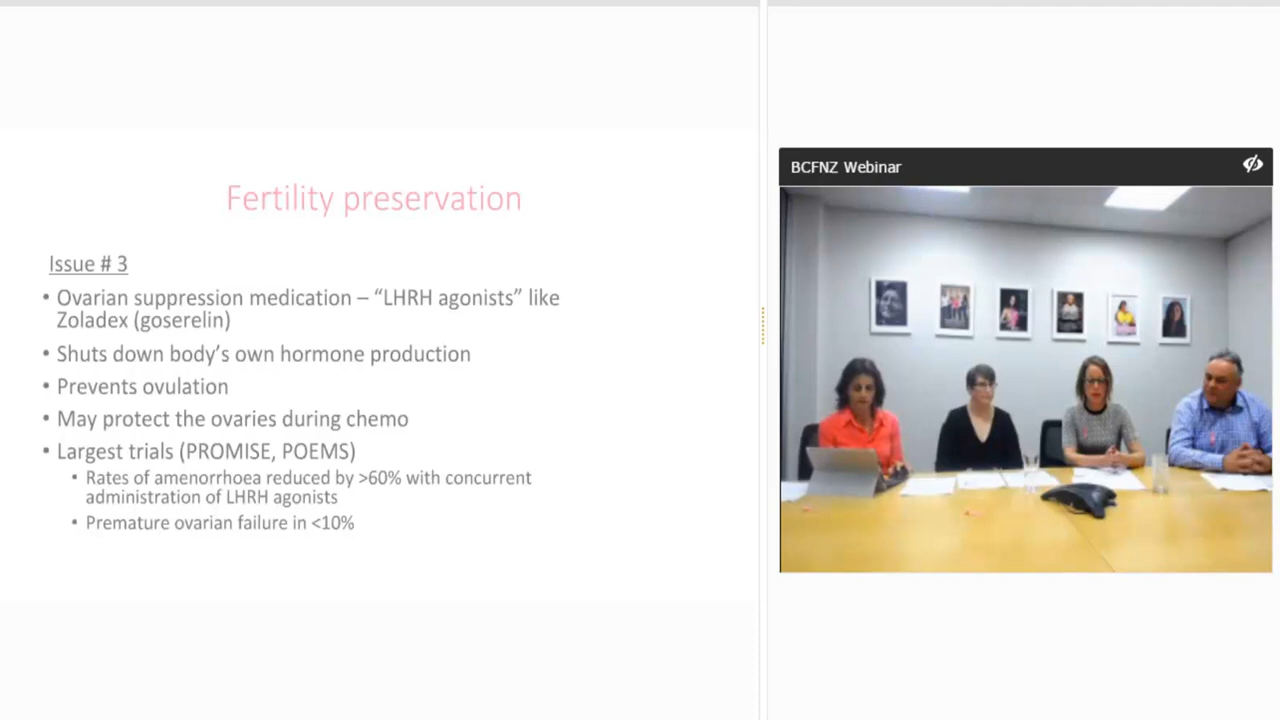 Fertility preservation
Issue # 3
• Ovarian suppression medication – “LHRH agonists” like
Zoladex (goserelin)
• Shuts down body’s own hormone production
• Prevents ovulation
• May protect the ovaries during chemo
• Largest trials (PROMISE, POEMS)
• Rates of amenorrhoea reduced by >60% with concurrent
administration of LHRH agonists
• Premature ovarian failure in <10%
BCFNZ Webinar